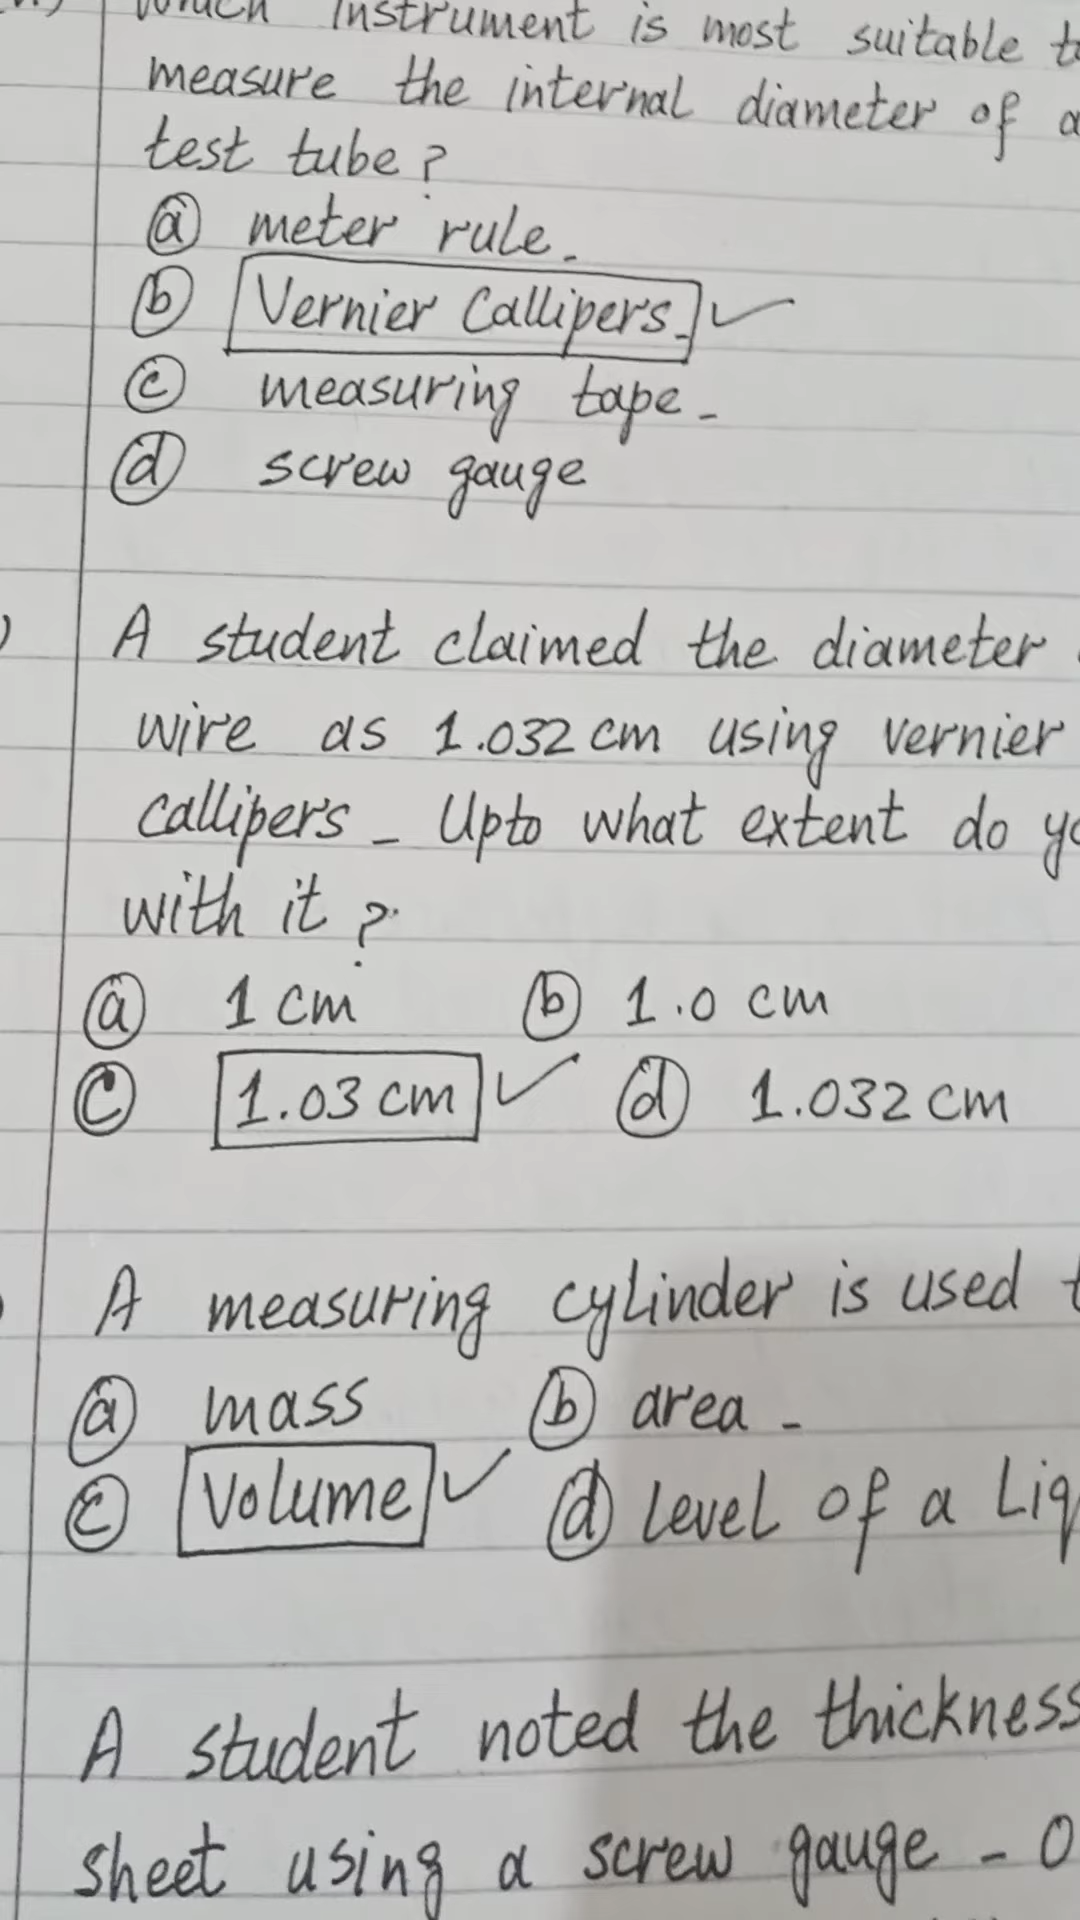 Which instrument is most suitable to
measure the internal diameter of a
test tube?
ⓐ meter rule.
ⓑ Vernier Callipers.
ⓒ measuring tape.
ⓓ screw gauge
A student claimed the diameter
wire as 1.032 cm using vernier
callipers. Upto what extent do
with it?
ⓐ 1 cm ⓑ 1.0 cm
ⓒ 1.03 cm ⓓ 1.032 cm
A measuring cylinder is used
ⓐ mass ⓑ area.
ⓒ Volume ⓓ level of a Liq
A student noted the thickness
sheet using a screw gauge.